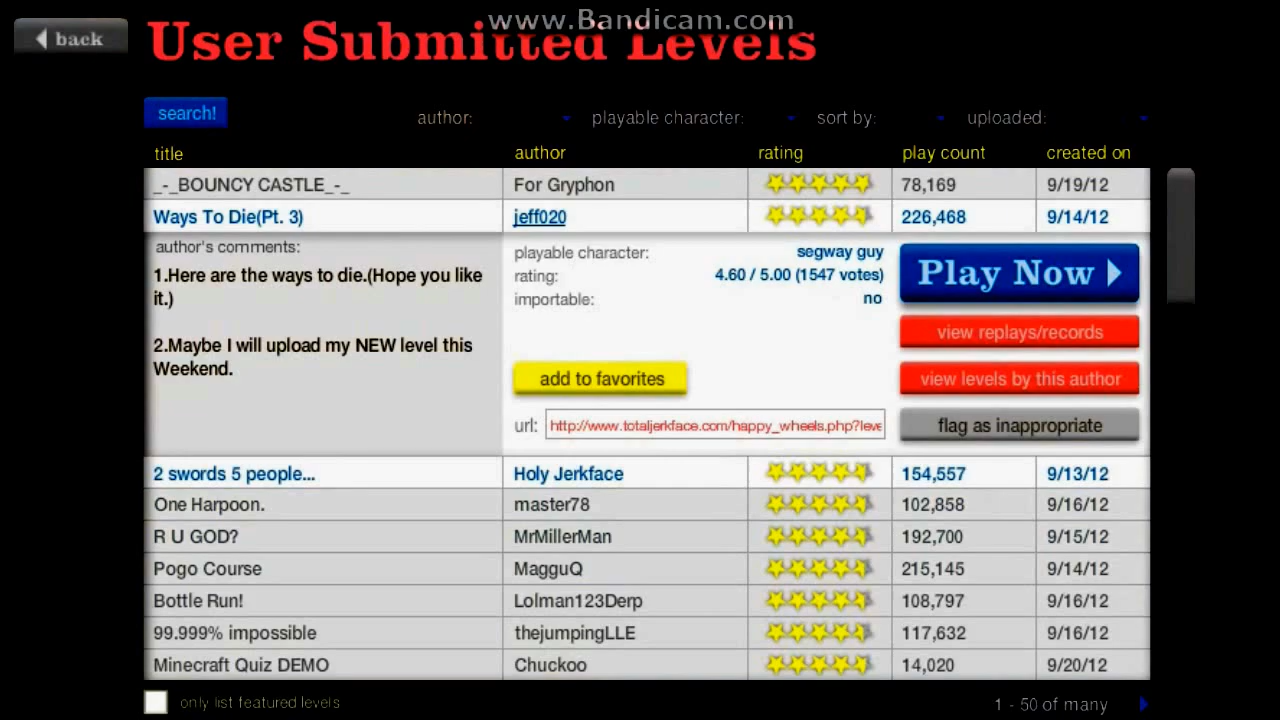 www.Bandicam.com
back
User Submitted Levels
search!
author: playable character: sort by: uploaded:
title author rating play count created on
_-_BOUNCY CASTLE_-_ For Gryphon 78,169 9/19/12
Ways To Die(Pt. 3) jeff020 226,468 9/14/12
author's comments:
1.Here are the ways to die.(Hope you like
it.)
2.Maybe I will upload my NEW level this
Weekend.
playable character: segway guy
rating: 4.60 / 5.00 (1547 votes)
importable: no
add to favorites
url: http://www.totaljerkface.com/happy_wheels.php?leve
Play Now
view replays/records
view levels by this author
flag as inappropriate
2 swords 5 people... Holy Jerkface 154,557 9/13/12
One Harpoon. master78 102,858 9/16/12
R U GOD? MrMillerMan 192,700 9/15/12
Pogo Course MagguQ 215,145 9/14/12
Bottle Run! Lolman123Derp 108,797 9/16/12
99.999% impossible thejumpingLLE 117,632 9/16/12
Minecraft Quiz DEMO Chuckoo 14,020 9/20/12
only list featured levels
1 - 50 of many